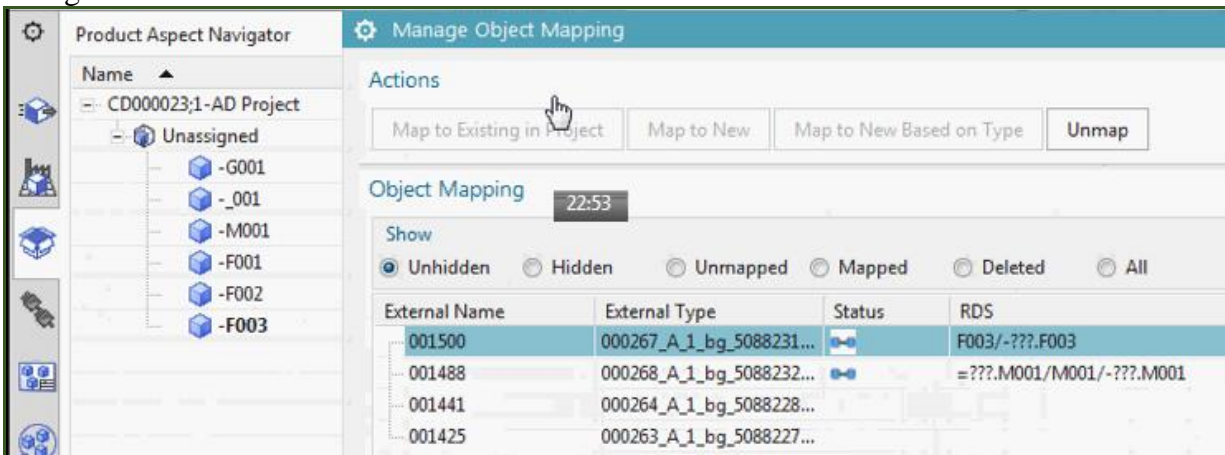 Product Aspect Navigator
Manage Object Mapping
Name
CD000023;1-AD Project
Unassigned
-G001
-_001
-M001
-F001
-F002
-F003
Actions
Map to Existing in Project
Map to New
Map to New Based on Type
Unmap
Object Mapping
22:53
Show
Unhidden
Hidden
Unmapped
Mapped
Deleted
All
External Name External Type Status RDS
001500 000267_A_1_bg_5088231... F003/-???.F003
001488 000268_A_1_bg_5088232... =???.M001/M001/-???.M001
001441 000264_A_1_bg_5088228...
001425 000263_A_1_bg_5088227...